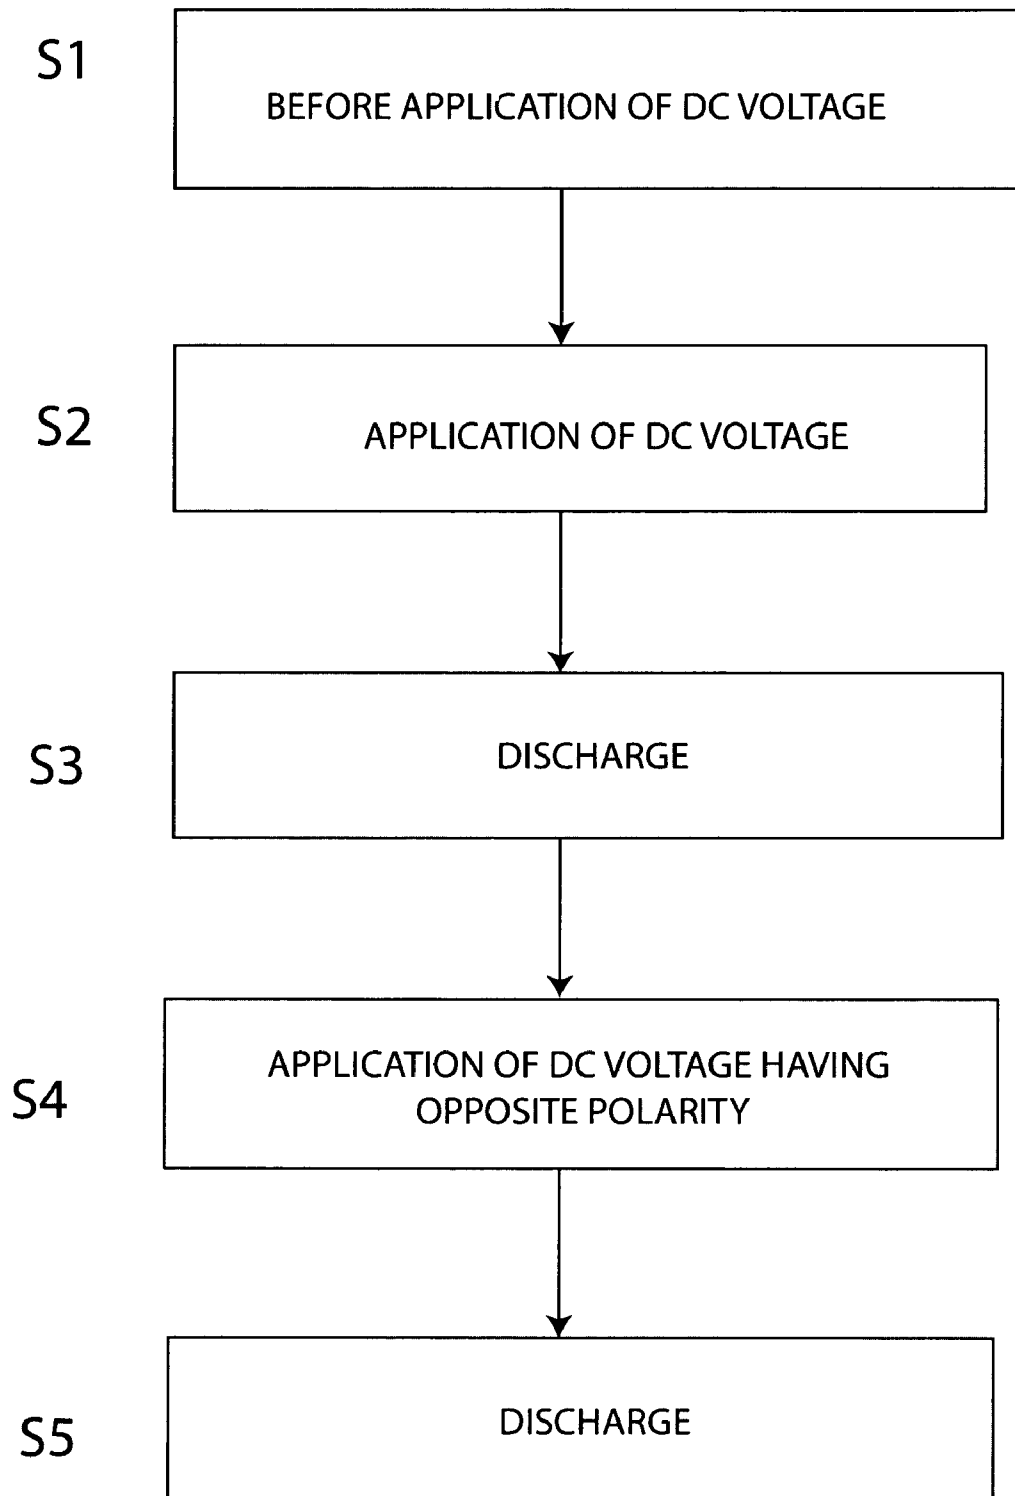 S1
BEFORE APPLICATION OF DC VOLTAGE
S2
APPLICATION OF DC VOLTAGE
S3
DISCHARGE
S4
APPLICATION OF DC VOLTAGE HAVING
OPPOSITE POLARITY
S5
DISCHARGE